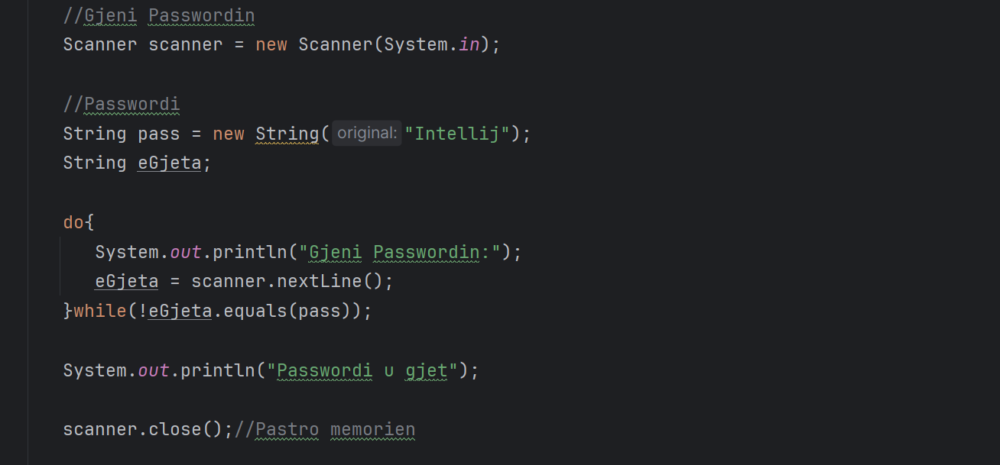 //Gjeni Passwordin
Scanner scanner = new Scanner(System.in);
//Passwordi
String pass = new String( original: "Intellij");
String eGjeta;
do{
System.out.println("Gjeni Passwordin:");
eGjeta = scanner.nextLine();
}while(!eGjeta.equals(pass));
System.out.println("Passwordi u gjet");
scanner.close();//Pastro memorien